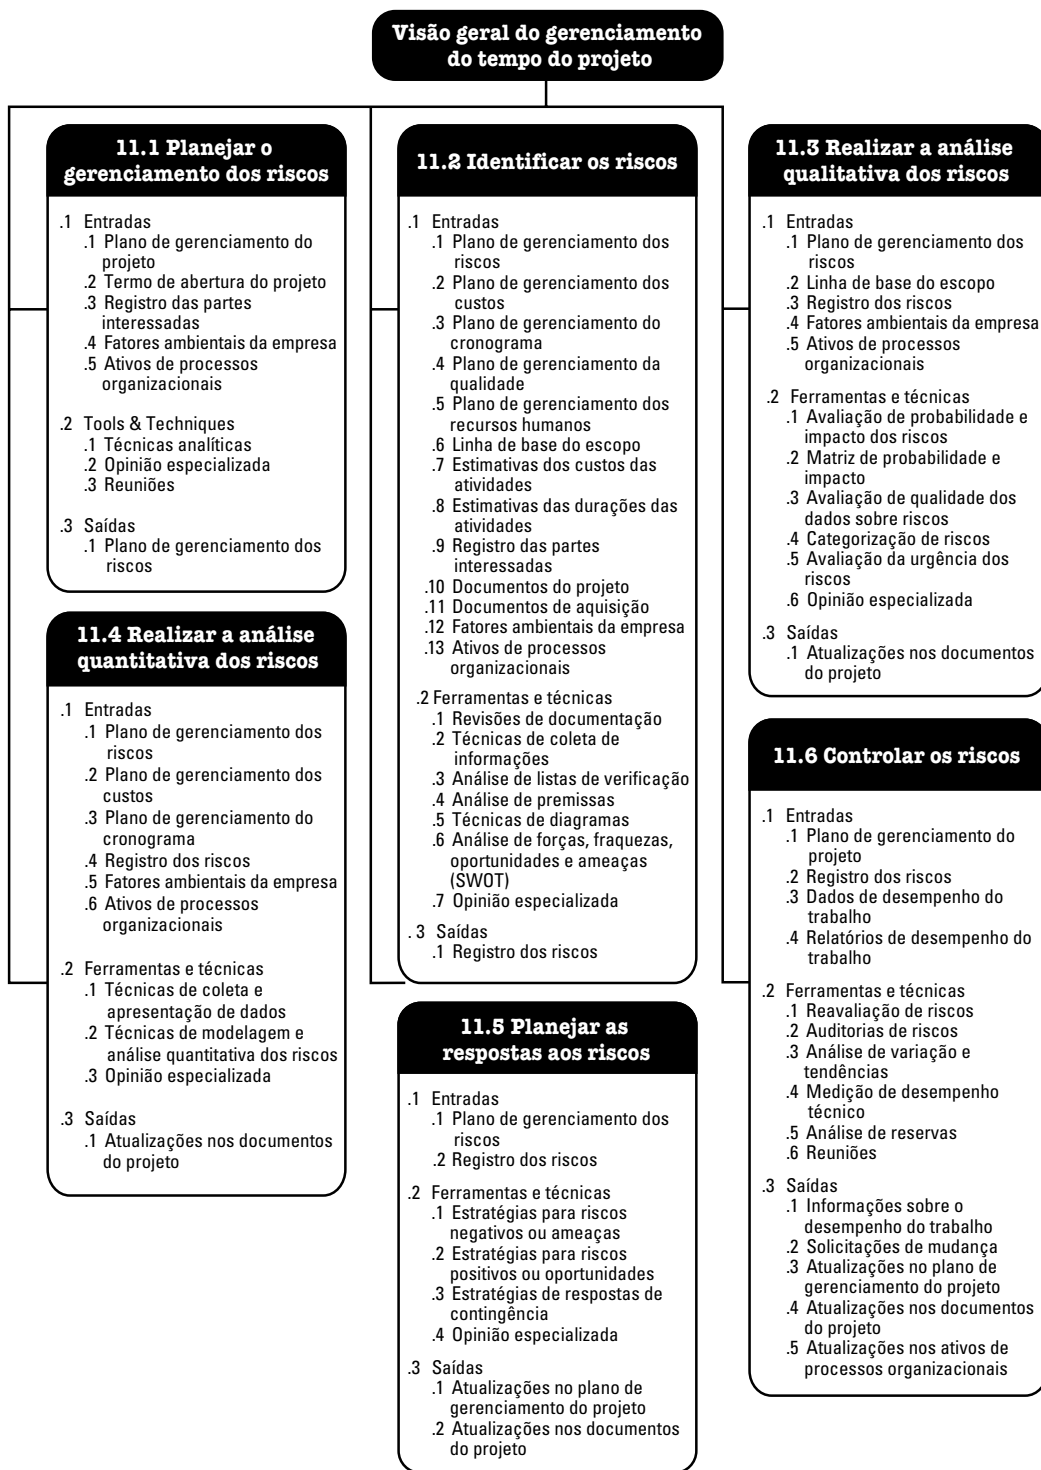 Visão geral do gerenciamento
do tempo do projeto
11.1 Planejar o
gerenciamento dos riscos
.1 Entradas
.1 Plano de gerenciamento do
projeto
.2 Termo de abertura do projeto
.3 Registro das partes
interessadas
.4 Fatores ambientais da empresa
.5 Ativos de processos
organizacionais
.2 Tools & Techniques
.1 Técnicas analíticas
.2 Opinião especializada
.3 Reuniões
.3 Saídas
.1 Plano de gerenciamento dos
riscos
11.2 Identificar os riscos
.1 Entradas
.1 Plano de gerenciamento dos
riscos
.2 Plano de gerenciamento dos
custos
.3 Plano de gerenciamento do
cronograma
.4 Plano de gerenciamento da
qualidade
.5 Plano de gerenciamento dos
recursos humanos
.6 Linha de base do escopo
.7 Estimativas dos custos das
atividades
.8 Estimativas das durações das
atividades
.9 Registro das partes
interessadas
.10 Documentos do projeto
.11 Documentos de aquisição
.12 Fatores ambientais da empresa
.13 Ativos de processos
organizacionais
.2 Ferramentas e técnicas
.1 Revisões de documentação
.2 Técnicas de coleta de
informações
.3 Análise de listas de verificação
.4 Análise de premissas
.5 Técnicas de diagramas
.6 Análise de forças, fraquezas,
oportunidades e ameaças
(SWOT)
.7 Opinião especializada
. 3 Saídas
.1 Registro dos riscos
11.3 Realizar a análise
qualitativa dos riscos
.1 Entradas
.1 Plano de gerenciamento dos
riscos
.2 Linha de base do escopo
.3 Registro dos riscos
.4 Fatores ambientais da empresa
.5 Ativos de processos
organizacionais
.2 Ferramentas e técnicas
.1 Avaliação de probabilidade e
impacto dos riscos
.2 Matriz de probabilidade e
impacto
.3 Avaliação de qualidade dos
dados sobre riscos
.4 Categorização de riscos
.5 Avaliação da urgência dos
riscos
.6 Opinião especializada
.3 Saídas
.1 Atualizações nos documentos
do projeto
11.4 Realizar a análise
quantitativa dos riscos
.1 Entradas
.1 Plano de gerenciamento dos
riscos
.2 Plano de gerenciamento dos
custos
.3 Plano de gerenciamento do
cronograma
.4 Registro dos riscos
.5 Fatores ambientais da empresa
.6 Ativos de processos
organizacionais
.2 Ferramentas e técnicas
.1 Técnicas de coleta e
apresentação de dados
.2 Técnicas de modelagem e
análise quantitativa dos riscos
.3 Opinião especializada
.3 Saídas
.1 Atualizações nos documentos
do projeto
11.5 Planejar as
respostas aos riscos
.1 Entradas
.1 Plano de gerenciamento dos
riscos
.2 Registro dos riscos
.2 Ferramentas e técnicas
.1 Estratégias para riscos
negativos ou ameaças
.2 Estratégias para riscos
positivos ou oportunidades
.3 Estratégias de respostas de
contingência
.4 Opinião especializada
.3 Saídas
.1 Atualizações no plano de
gerenciamento do projeto
.2 Atualizações nos documentos
do projeto
11.6 Controlar os riscos
.1 Entradas
.1 Plano de gerenciamento do
projeto
.2 Registro dos riscos
.3 Dados de desempenho do
trabalho
.4 Relatórios de desempenho do
trabalho
.2 Ferramentas e técnicas
.1 Reavaliação de riscos
.2 Auditorias de riscos
.3 Análise de variação e
tendências
.4 Medição de desempenho
técnico
.5 Análise de reservas
.6 Reuniões
.3 Saídas
.1 Informações sobre o
desempenho do trabalho
.2 Solicitações de mudança
.3 Atualizações no plano de
gerenciamento do projeto
.4 Atualizações nos documentos
do projeto
.5 Atualizações nos ativos de
processos organizacionais